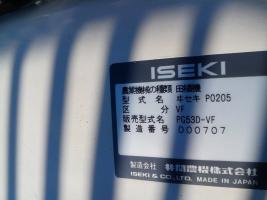 ISEKI
農業機械の種類 田植機
型式名 ヰセキ PG205
区分 VF
販売型式名 PG53D-VF
製造番号 000707
製造会社 井関農機株式会社
ISEKI & CO., LTD. MADE IN JAPAN